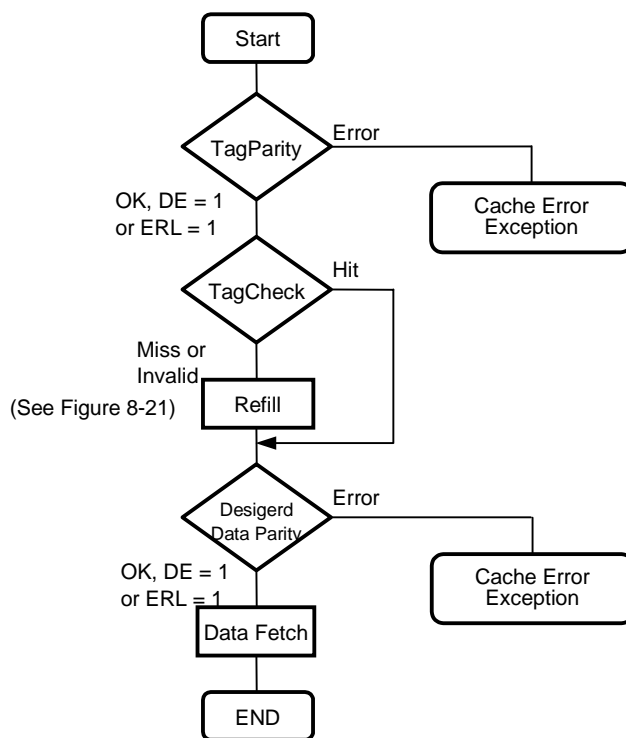 Start
TagParity
Error
OK, DE = 1
or ERL = 1
Cache Error
Exception
TagCheck
Hit
Miss or
Invalid
(See Figure 8-21)
Refill
Desigerd
Data Parity
Error
OK, DE = 1
or ERL = 1
Cache Error
Exception
Data Fetch
END